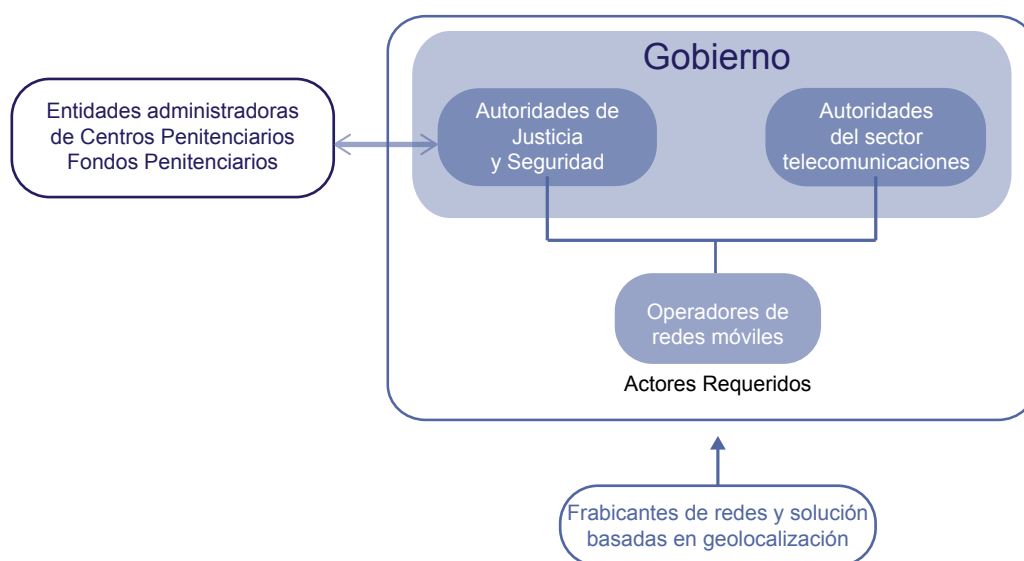 Gobierno
Entidades administradoras
de Centros Penitenciarios
Fondos Penitenciarios
Autoridades de
Justicia
y Seguridad
Autoridades
del sector
telecomunicaciones
Operadores de
redes móviles
Actores Requeridos
Frabicantes de redes y solución
basadas en geolocalización